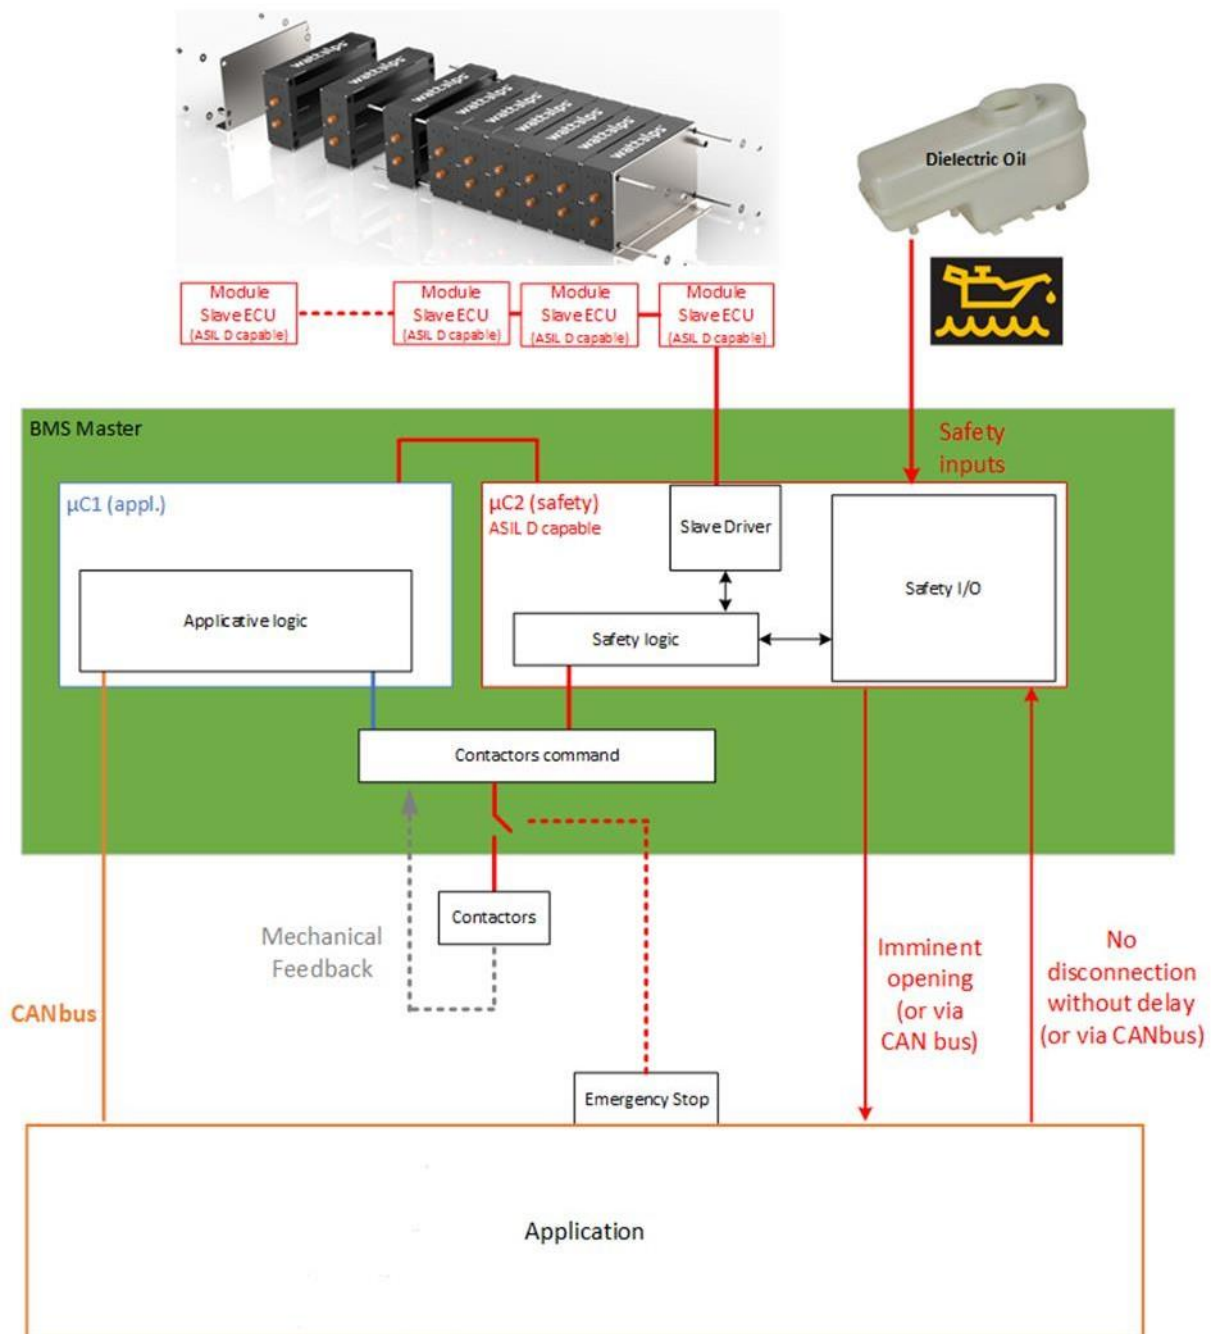 wattalps
wattalps
wattalps
wattalps
wattalps
wattalps
wattalps
Dielectric Oil
Module
Slave ECU
(ASIL D capable)
Module
Slave ECU
(ASIL D capable)
Module
Slave ECU
(ASIL D capable)
Module
Slave ECU
(ASIL D capable)
BMS Master
Safety
inputs
µC1 (appl.)
µC2 (safety)
ASIL D capable
Slave Driver
Safety I/O
Applicative logic
Safety logic
Contactors command
Contactors
Mechanical
Feedback
CANbus
Imminent
opening
(or via
CAN bus)
No
disconnection
without delay
(or via CANbus)
Emergency Stop
Application